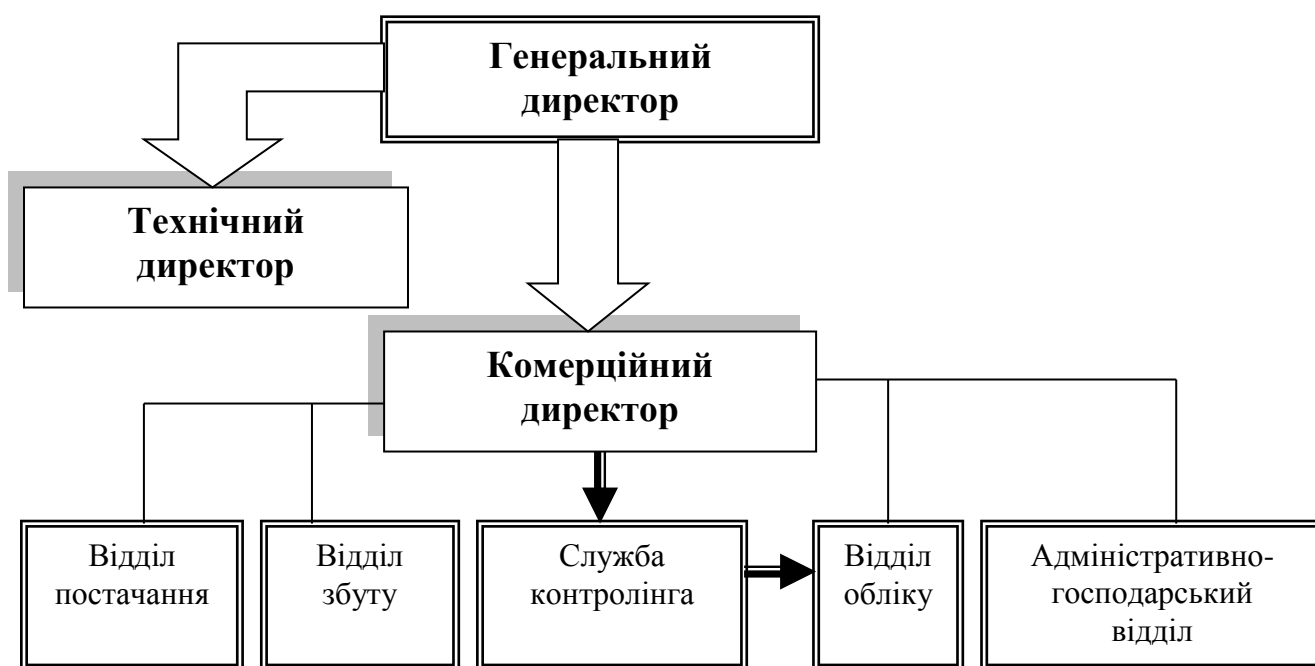 Генеральний
директор
Технічний
директор
Комерційний
директор
Відділ
постачання
Відділ
збуту
Служба
контролінга
Відділ
обліку
Адміністративно-
господарський
відділ